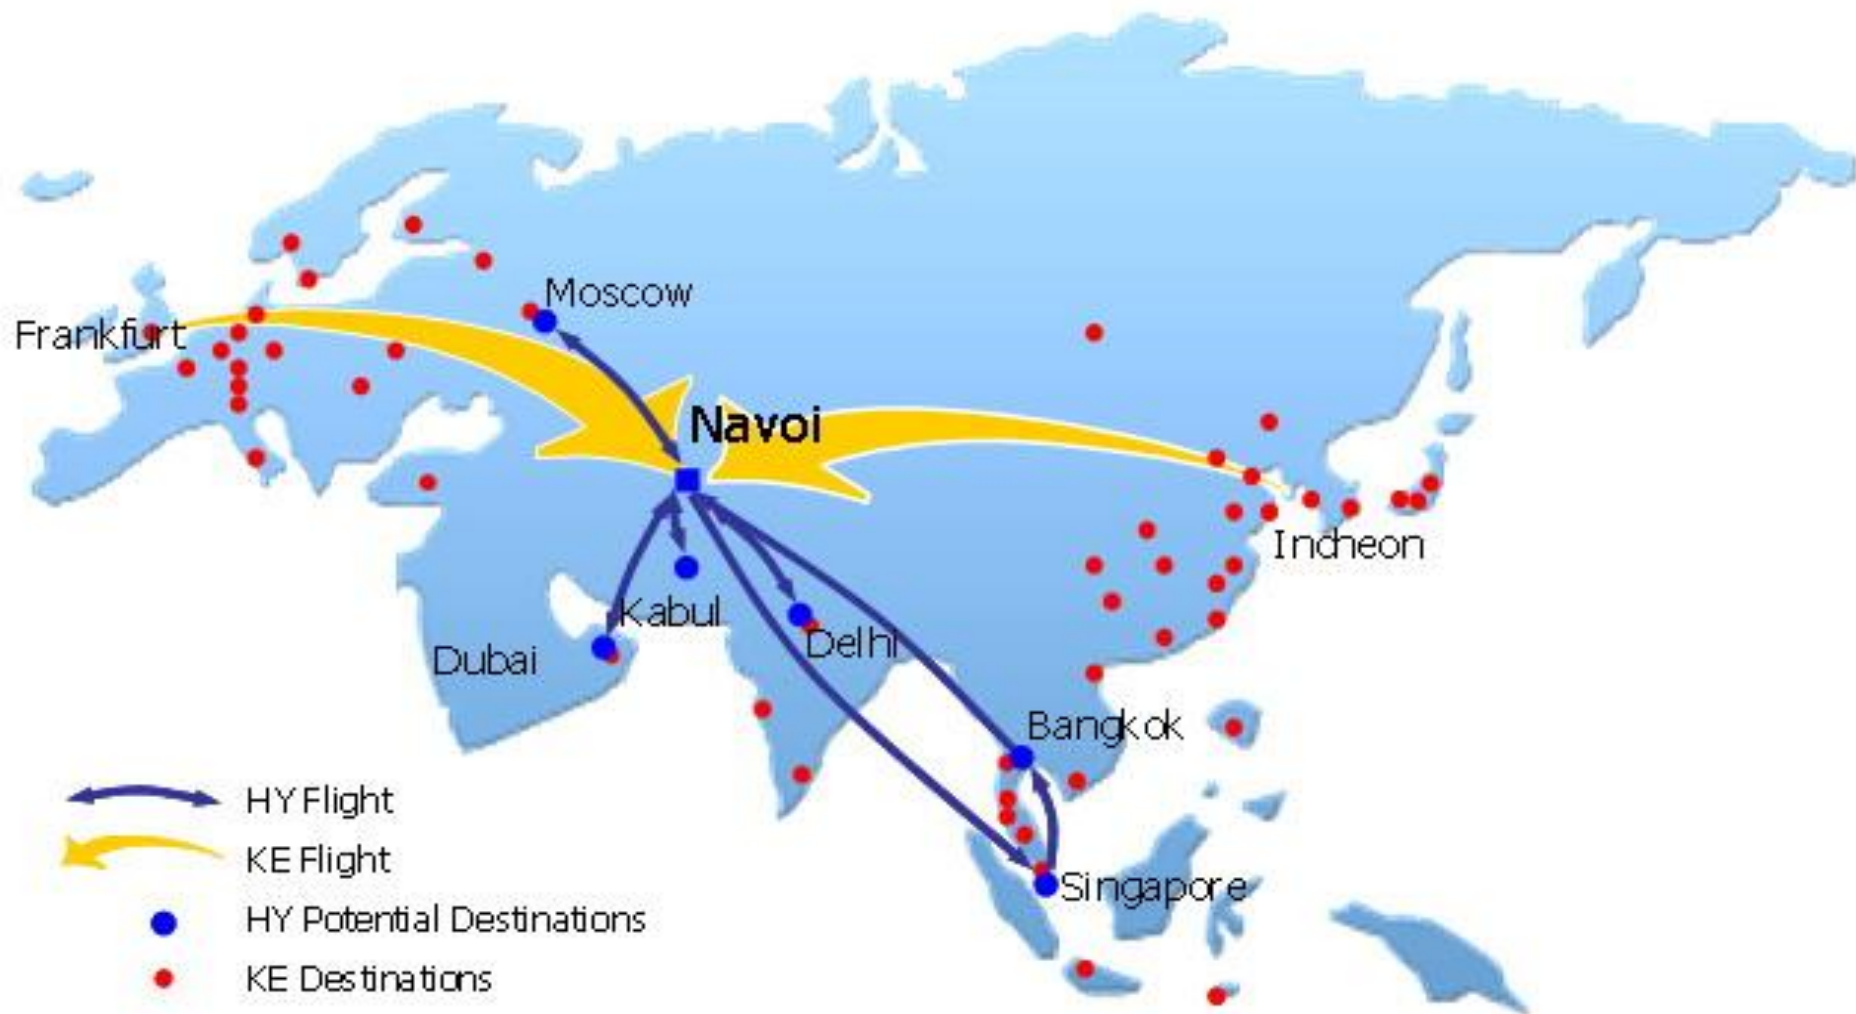 Moscow
Frankfurt
Navoi
Incheon
Kabul
Delhi
Dubai
Bangkok
HY Flight
KE Flight
Singapore
HY Potential Destinations
KE Destinations